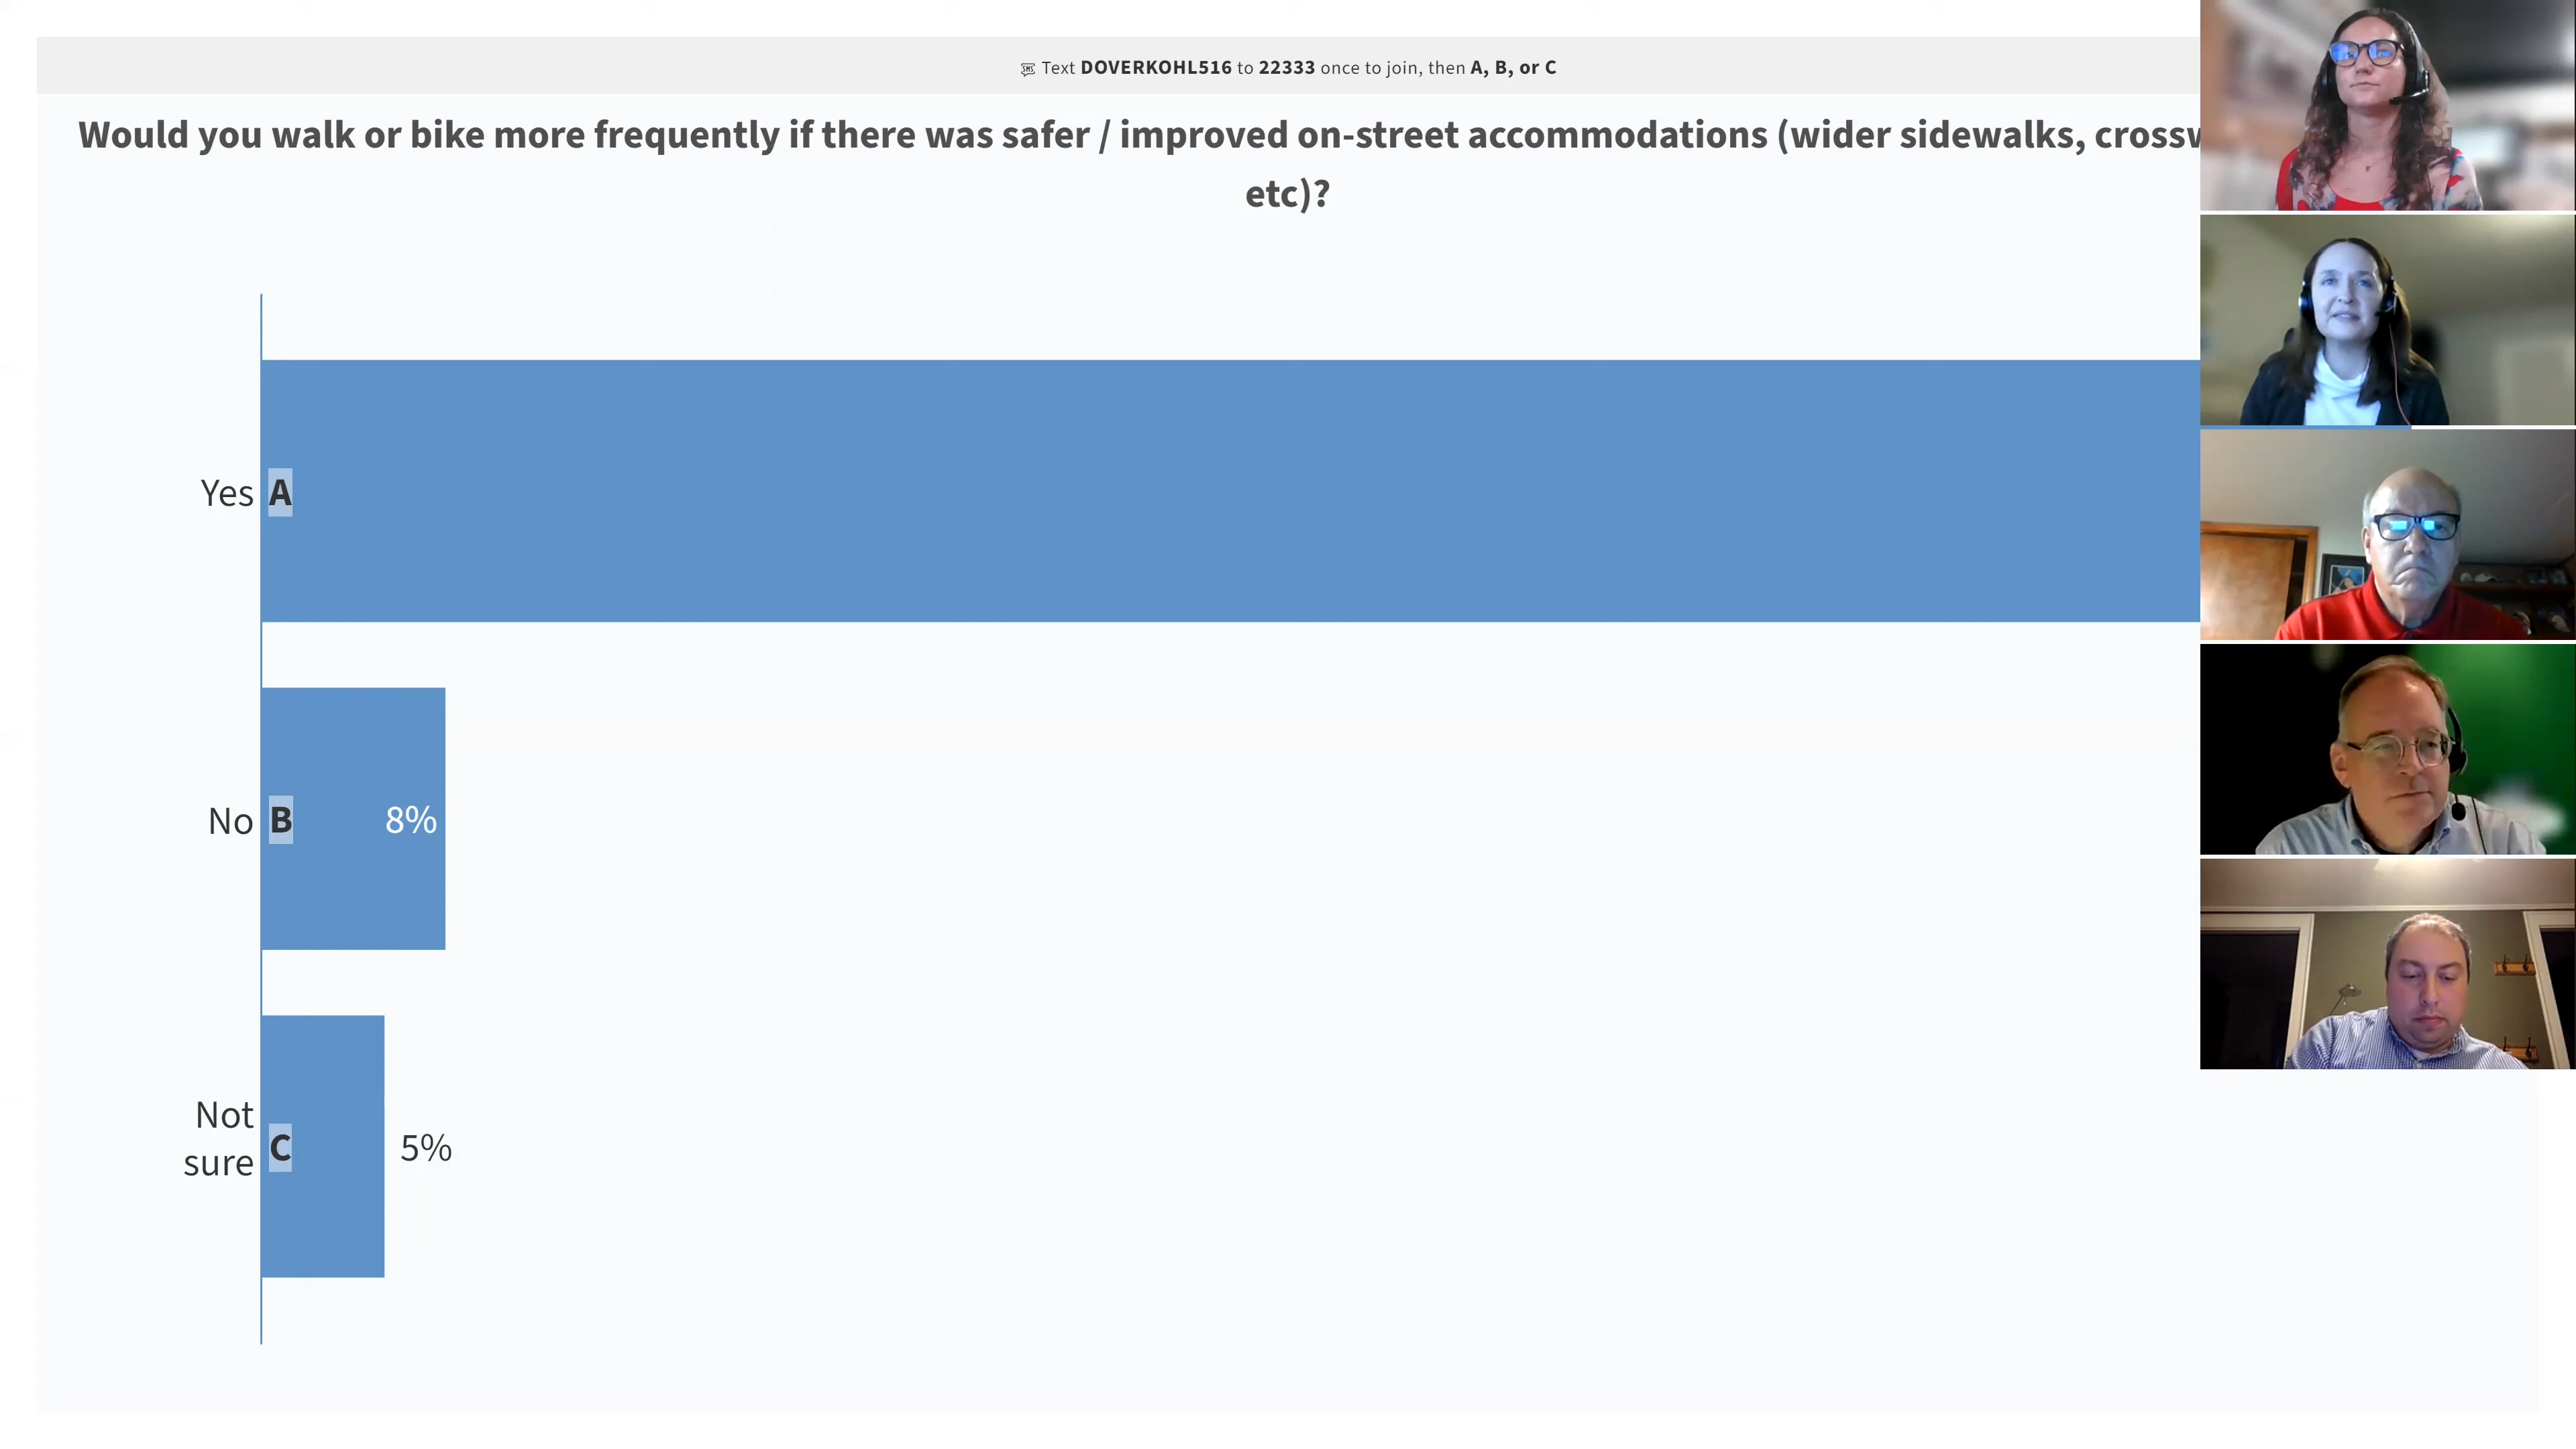 Text DOVERKOHL516 to 22333 once to join, then A, B, or C
Would you walk or bike more frequently if there was safer / improved on-street accommodations (wider sidewalks,
etc)?
Yes A
No B 8%
Not
sure C 5%